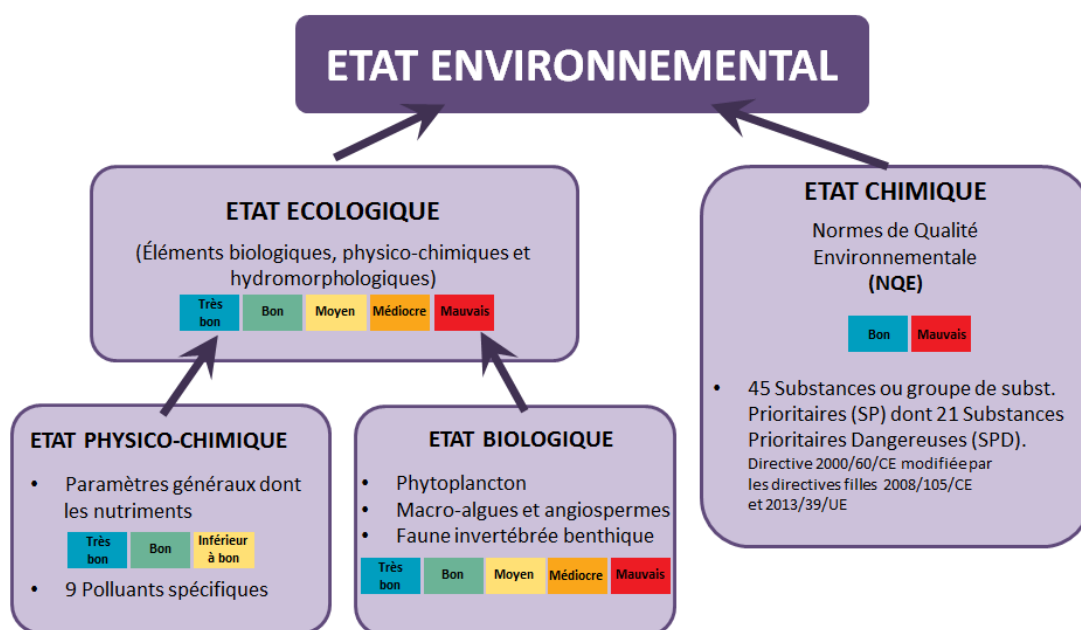 ETAT ENVIRONNEMENTAL
ETAT ECOLOGIQUE
(Éléments biologiques, physico-chimiques et
hydromorphologiques)
Très
bon
Bon
Moyen
Médiocre
Mauvais
ETAT CHIMIQUE
Normes de Qualité
Environnementale
(NQE)
Bon
Mauvais
• 45 Substances ou groupe de subst.
Prioritaires (SP) dont 21 Substances
Prioritaires Dangereuses (SPD).
Directive 2000/60/CE modifiée par
les directives filles 2008/105/CE
et 2013/39/UE
ETAT PHYSICO-CHIMIQUE
• Paramètres généraux dont
les nutriments
Très
bon
Bon
Inférieur
à bon
• 9 Polluants spécifiques
ETAT BIOLOGIQUE
• Phytoplancton
• Macro-algues et angiospermes
• Faune invertébrée benthique
Très
bon
Bon
Moyen
Médiocre
Mauvais